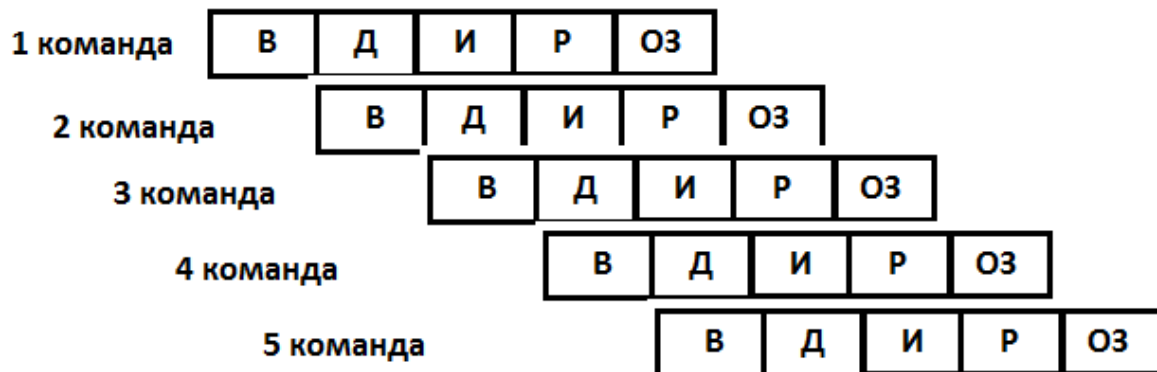 1 команда В Д И Р ОЗ
2 команда В Д И Р ОЗ
3 команда В Д И Р ОЗ
4 команда В Д И Р ОЗ
5 команда В Д И Р ОЗ